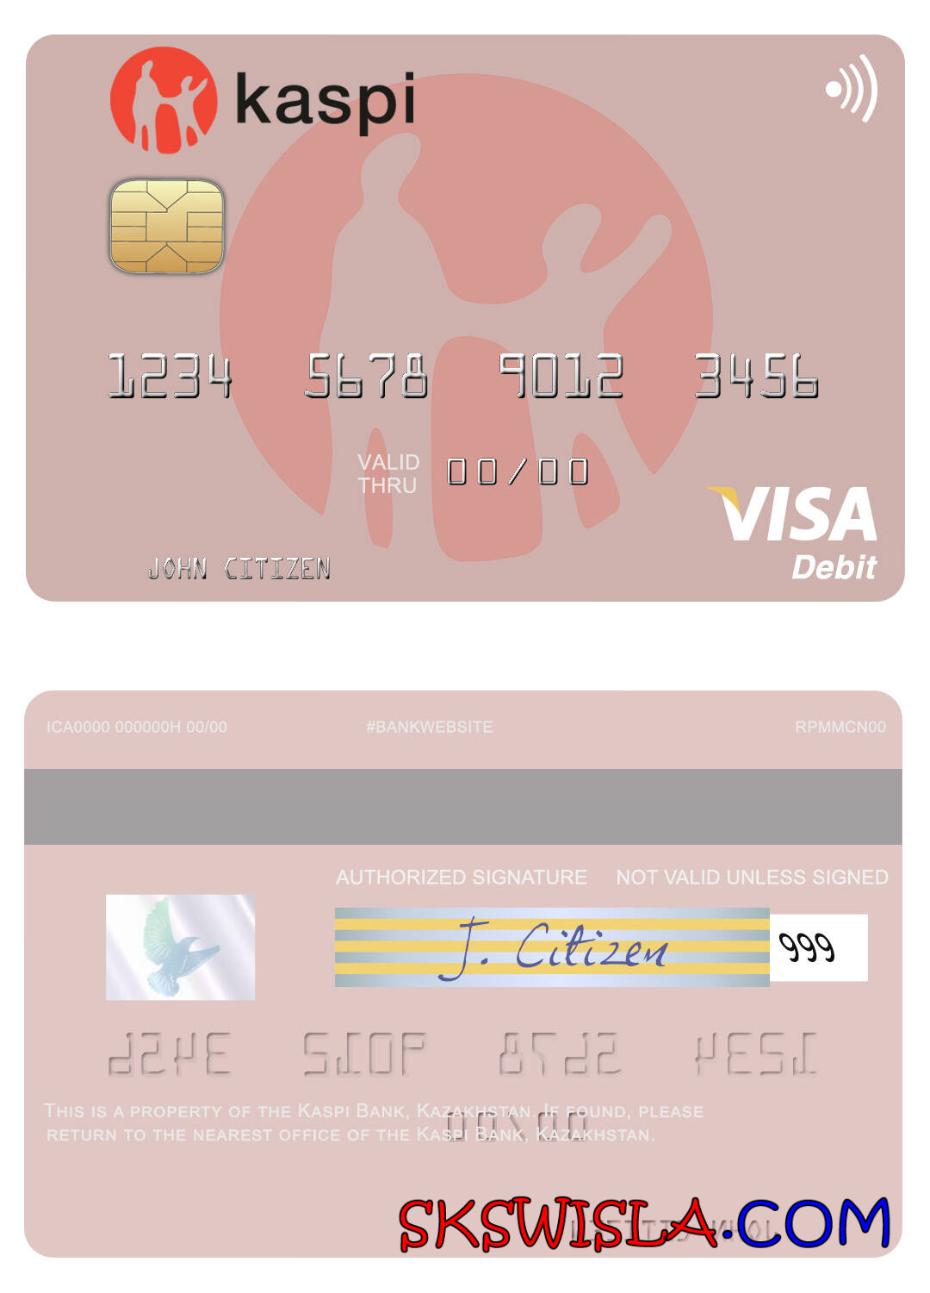 kaspi
1234 5678 9012 3456
VALID
THRU 00/00
VISA
Debit
JOHN CITIZEN
ICA0000 000000H 00/00 #BANKWEBSITE RPMMCN00
AUTHORIZED SIGNATURE NOT VALID UNLESS SIGNED
J. Citizen 999
THIS IS A PROPERTY OF THE KASPI BANK, KAZAKHSTAN. IF FOUND, PLEASE
RETURN TO THE NEAREST OFFICE OF THE KASPI BANK, KAZAKHSTAN.
SKSWISLA.COM